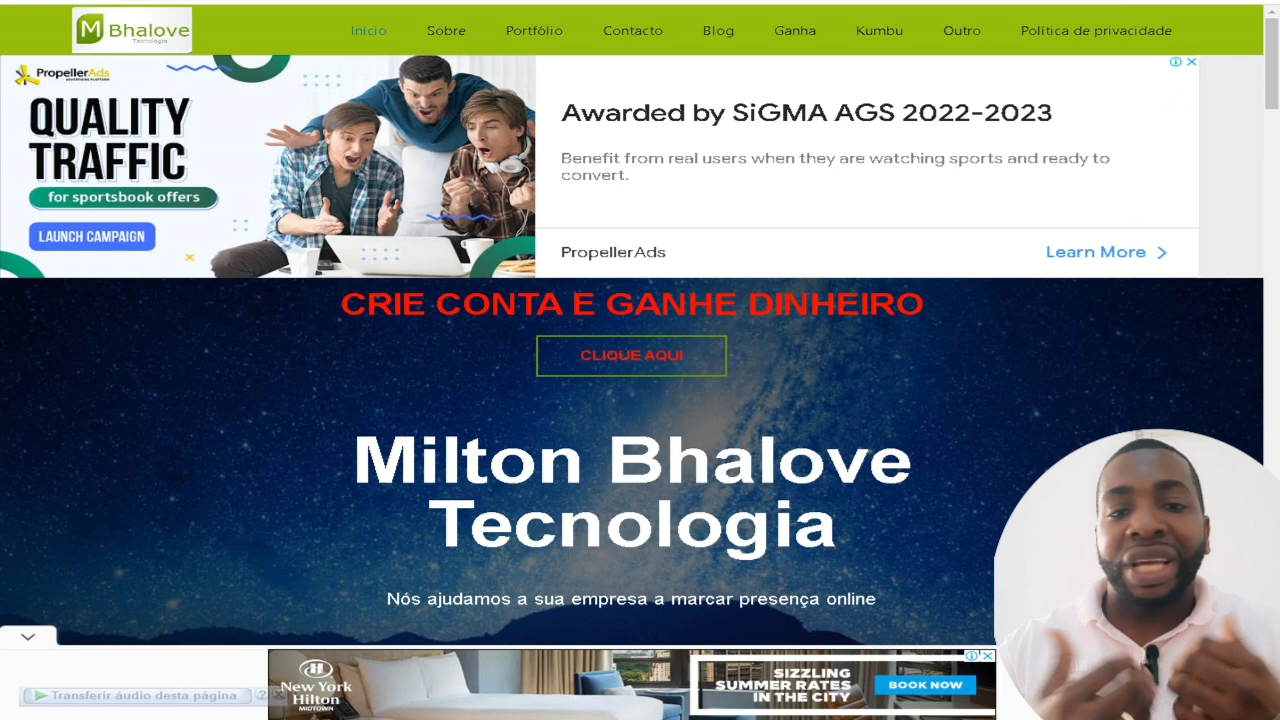 M Bhalove
Tecnologia
Início Sobre Portfólio Contacto Blog Ganha Kumbu Outro Política de privacidade
PropellerAds
ADVERTISING PLATFORM
QUALITY
TRAFFIC
for sportsbook offers
LAUNCH CAMPAIGN
Awarded by SiGMA AGS 2022-2023
Benefit from real users when they are watching sports and ready to
convert.
PropellerAds
Learn More
CRIE CONTA E GANHE DINHEIRO
CLIQUE AQUI
Milton Bhalove
Tecnologia
Nós ajudamos a sua empresa a marcar presença online
Transferir áudio desta página ?
New York
Hilton
MIDTOWN
SIZZLING
SUMMER RATES
IN THE CITY
BOOK NOW